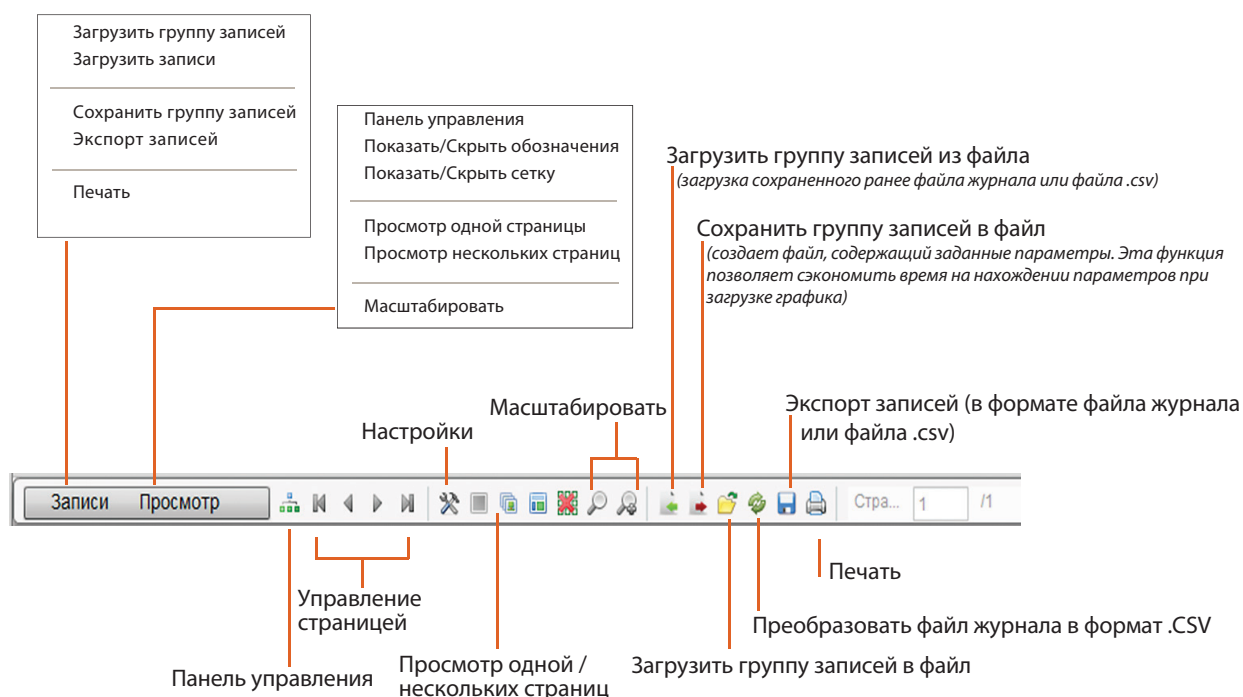 Загрузить группу записей
Загрузить записи
Сохранить группу записей
Экспорт записей
Печать
Панель управления
Показать/Скрыть обозначения
Показать/Скрыть сетку
Просмотр одной страницы
Просмотр нескольких страниц
Масштабировать
Загрузить группу записей из файла
(загрузка сохраненного ранее файла журнала или файла .csv)
Сохранить группу записей в файл
(создает файл, содержащий заданные параметры. Эта функция
позволяет сэкономить время на нахождении параметров при
загрузке графика)
Настройки
Масштабировать
Экспорт записей (в формате файла журнала
или файла .csv)
Записи Просмотр Стра... 1 /1
Управление
страницей
Панель управления
Просмотр одной /
нескольких страниц
Печать
Преобразовать файл журнала в формат .CSV
Загрузить группу записей в файл